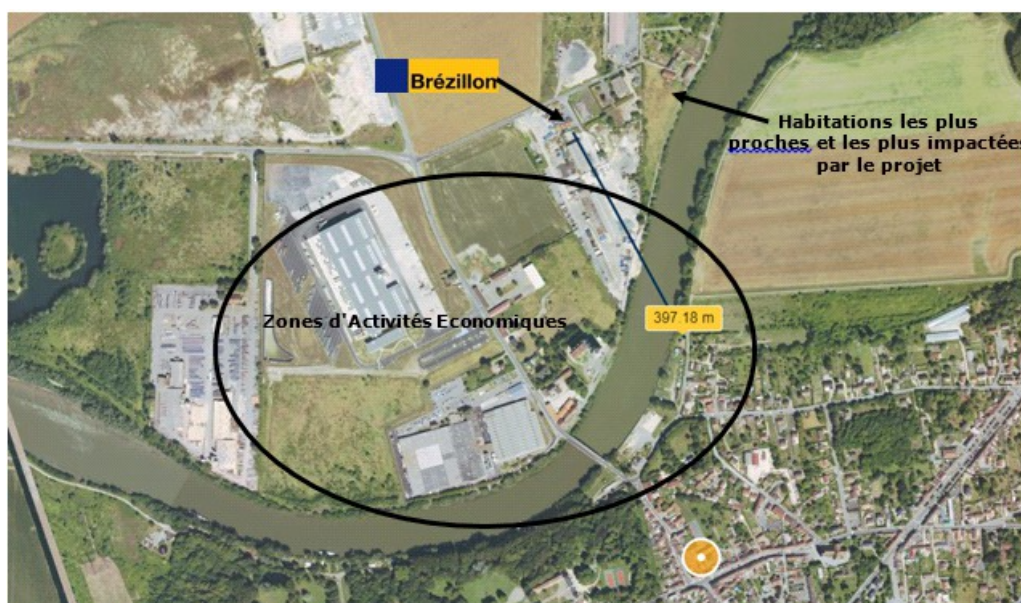 Brézillon
Habitations les plus
proches et les plus impactées
par le projet
Zones d'Activités Economiques
397.18 m